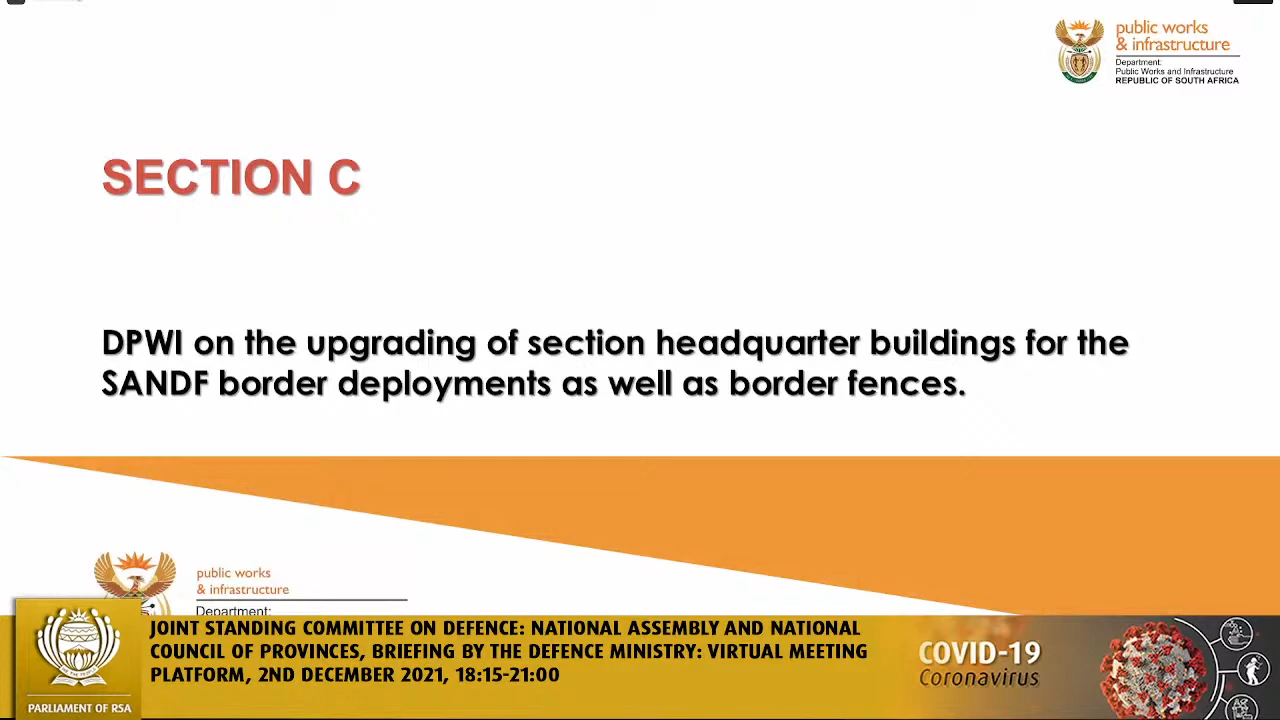 public works
& infrastructure
Department:
Public Works and Infrastructure
REPUBLIC OF SOUTH AFRICA
SECTION C
DPWI on the upgrading of section headquarter buildings for the
SANDF border deployments as well as border fences.
public works
& infrastructure
Department:
JOINT STANDING COMMITTEE ON DEFENCE: NATIONAL ASSEMBLY AND NATIONAL
COUNCIL OF PROVINCES, BRIEFING BY THE DEFENCE MINISTRY: VIRTUAL MEETING
PLATFORM, 2ND DECEMBER 2021, 18:15-21:00
PARLIAMENT OF RSA
COVID-19
Coronavirus